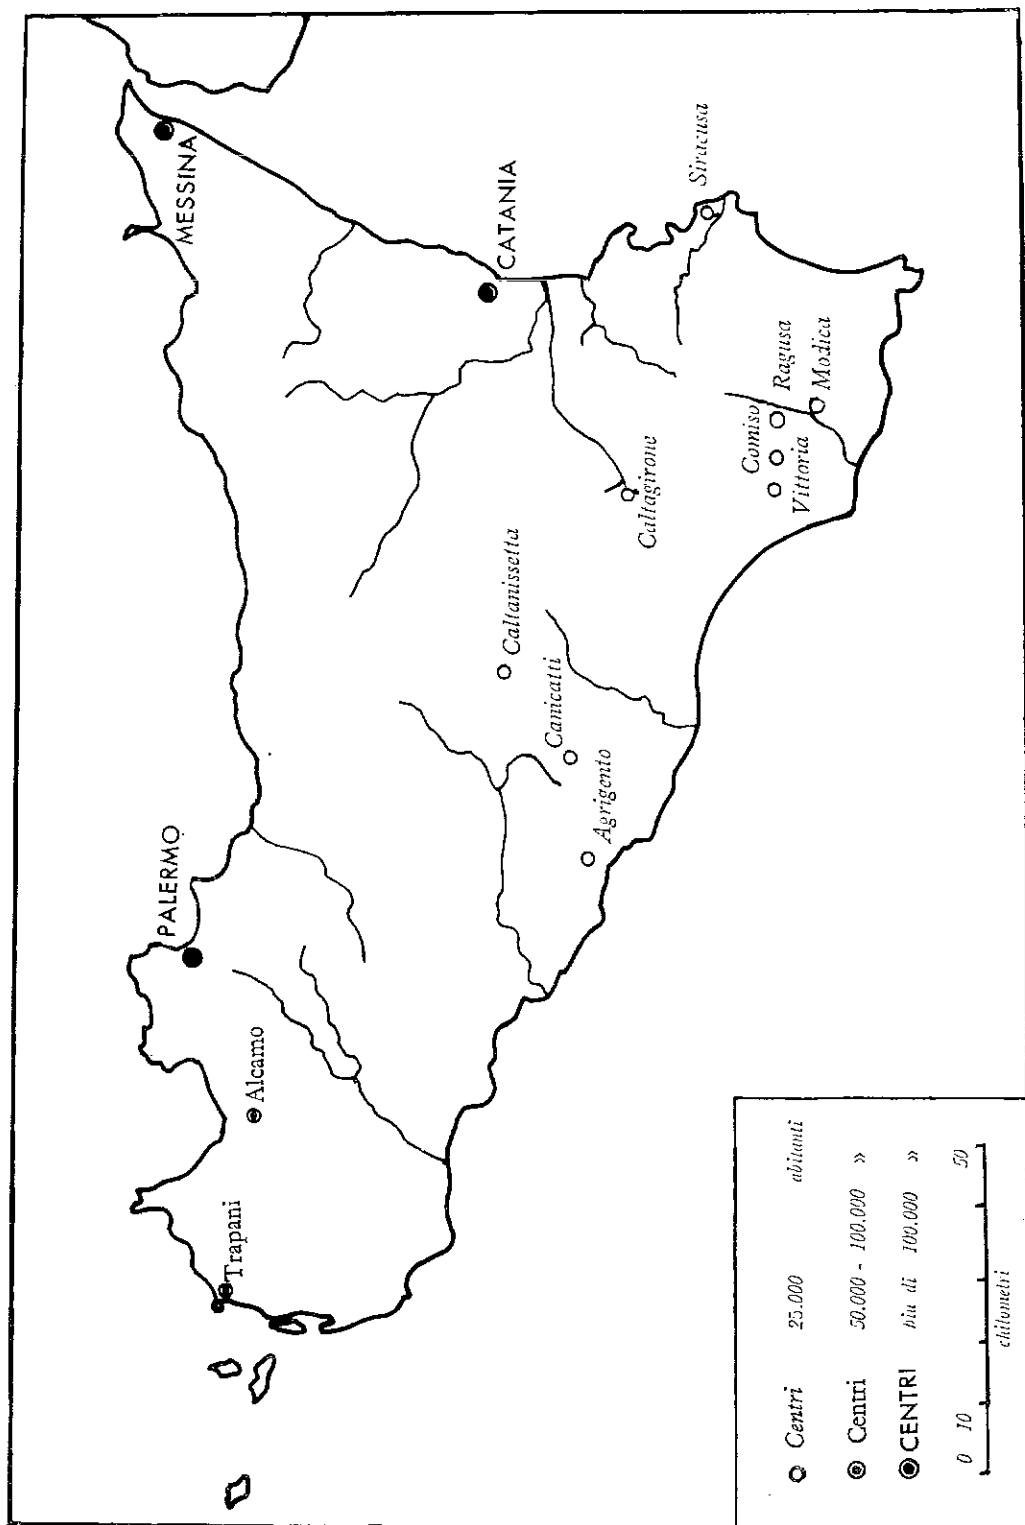 MESSINA
PALERMO
Trapani
Alcamo
CATANIA
Caltanissetta
Canicatti
Agrigento
Caltagirone
Siracusa
Comiso
Ragusa
Vittoria
Modica
Centri 25.000 abitanti
Centri 50.000 - 100.000 »
CENTRI più di 100.000 »
0 10 50
chilometri